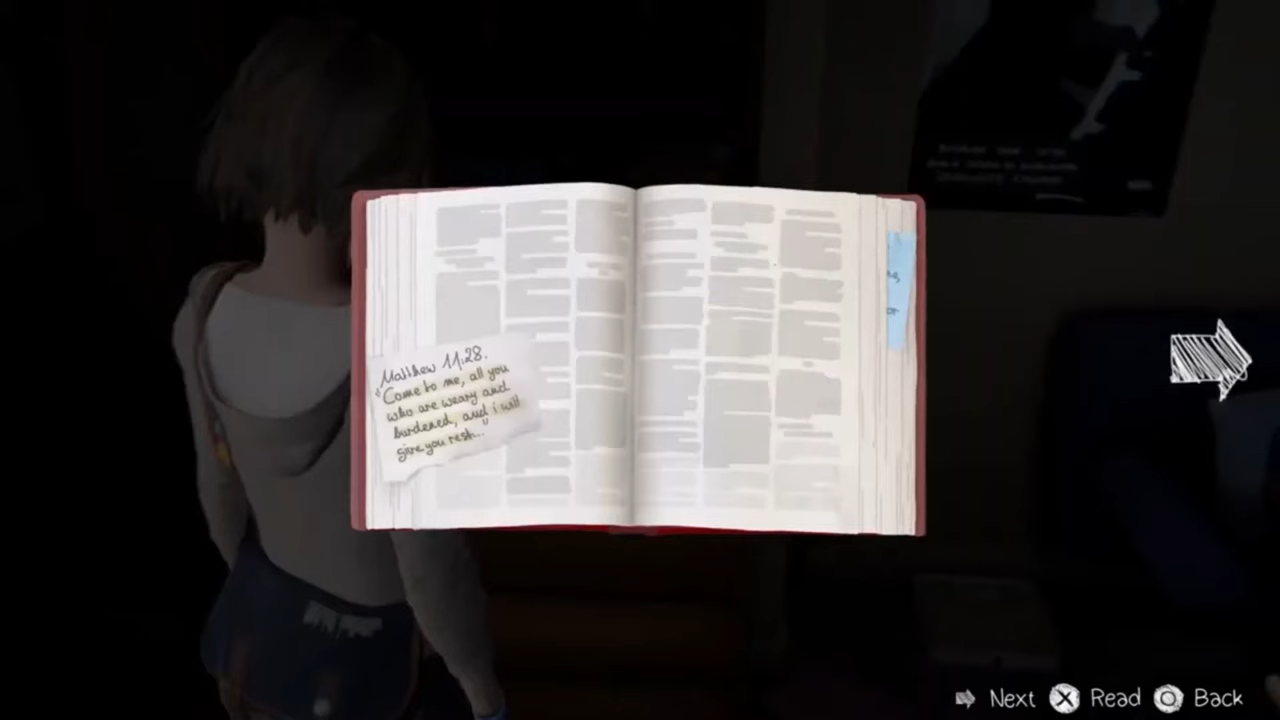 Matthew 11:28.
"Come to me, all you
who are weary and
burdened, and i will
give you rest..."
Next Read Back